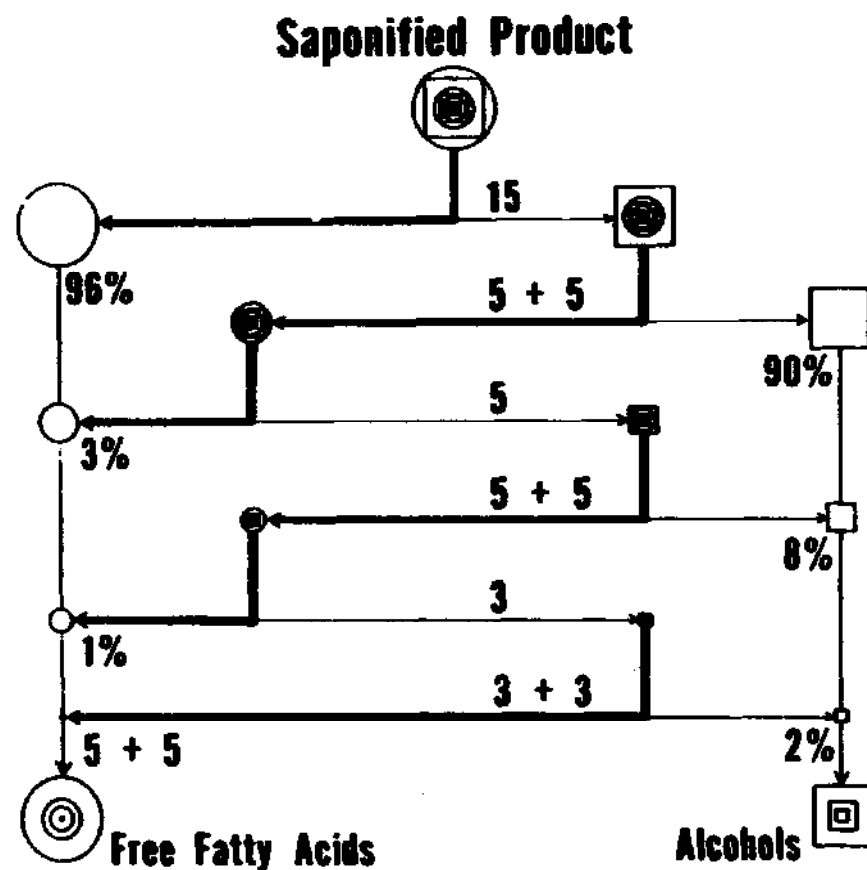 Saponified Product
15
96%
5 + 5
90%
5
3%
5 + 5
8%
3
1%
3 + 3
2%
5 + 5
Free Fatty Acids
Alcohols